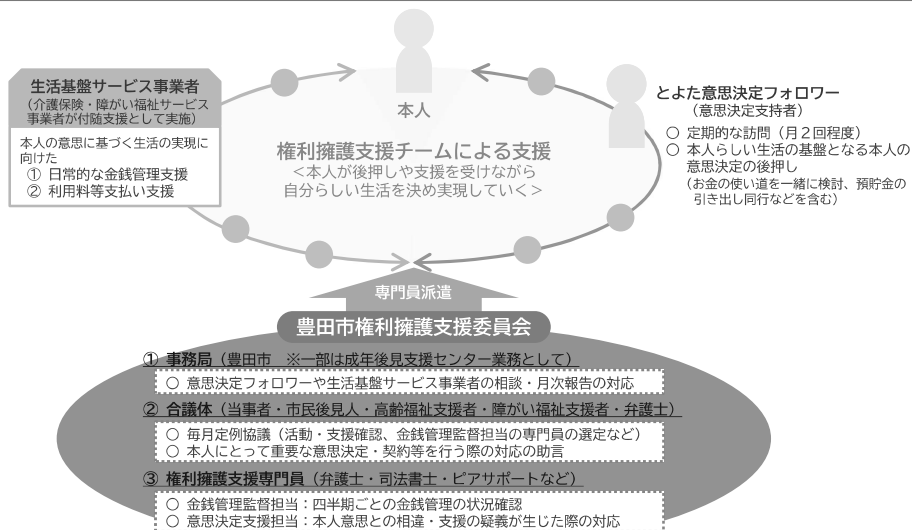 生活基盤サービス事業者
（介護保険・障がい福祉サービス
事業者が付随支援として実施）
本人の意思に基づく生活の実現に
向けた
① 日常的な金銭管理支援
② 利用料等支払い支援
本人
権利擁護支援チームによる支援
＜本人が後押しや支援を受けながら
自分らしい生活を決め実現していく＞
とよた意思決定フォロワー
（意思決定支持者）
○ 定期的な訪問（月２回程度）
○ 本人らしい生活の基盤となる本人の
意思決定の後押し
（お金の使い道を一緒に検討、預貯金の
引き出し同行などを含む）
専門員派遣
豊田市権利擁護支援委員会
① 事務局（豊田市　※一部は成年後見支援センター業務として）
○ 意思決定フォロワーや生活基盤サービス事業者の相談・月次報告の対応
② 合議体（当事者・市民後見人・高齢福祉支援者・障がい福祉支援者・弁護士）
○ 毎月定例協議（活動・支援確認、金銭管理監督担当の専門員の選定など）
○ 本人にとって重要な意思決定・契約等を行う際の対応の助言
③ 権利擁護支援専門員（弁護士・司法書士・ピアサポートなど）
○ 金銭管理監督担当：四半期ごとの金銭管理の状況確認
○ 意思決定支援担当：本人意思との相違・支援の疑義が生じた際の対応